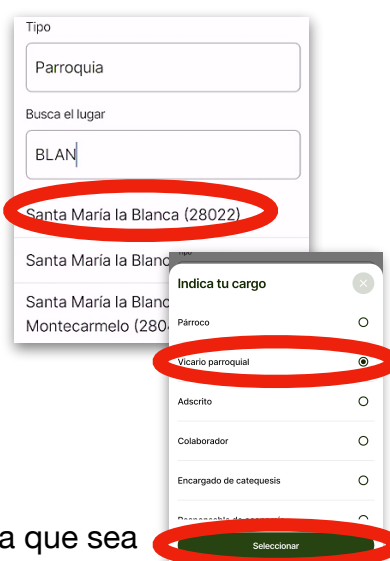 Tipo
Parroquia
Busca el lugar
BLAN
Santa María la Blanca (28022)
Santa María la Blanc
Santa María la Blanc
Montecarmelo (280
Indica tu cargo
Párroco
Vicario parroquial
Adscrito
Colaborador
Encargado de catequesis
Seleccionar
a que sea